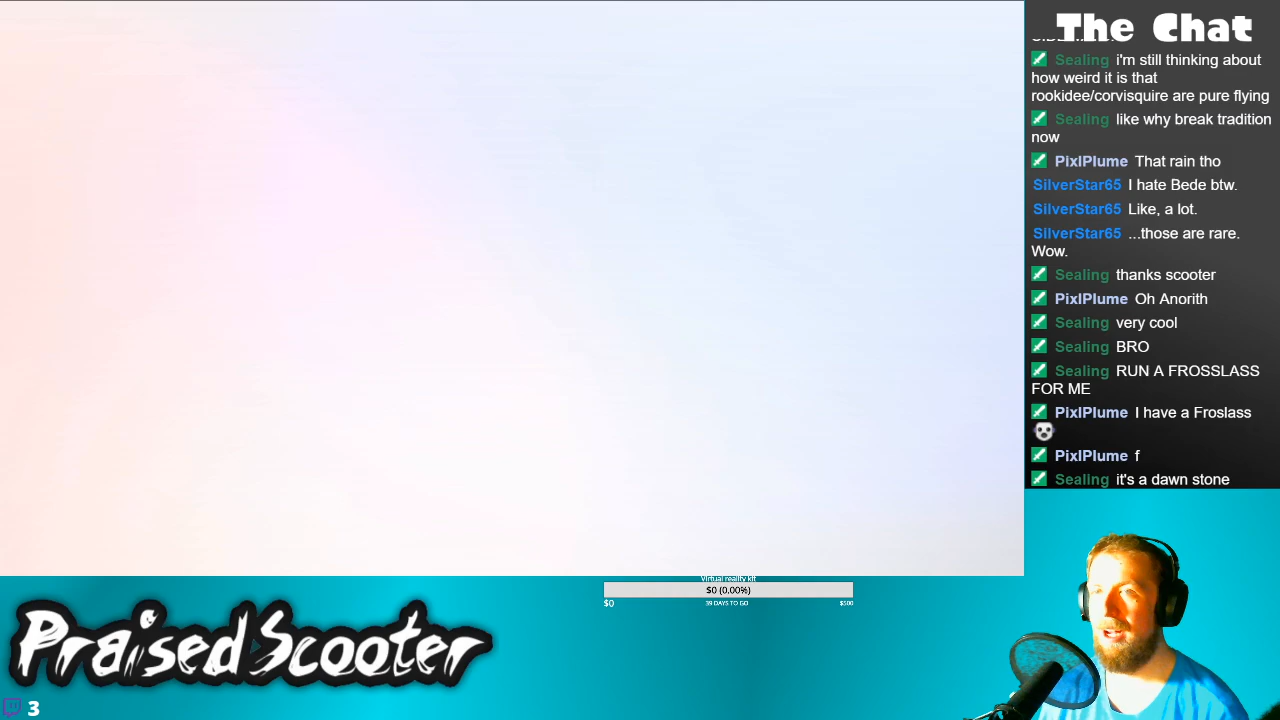 The Chat
Sealing i'm still thinking about
how weird it is that
rookidee/corvisquire are pure flying
Sealing like why break tradition
now
PixlPlume That rain tho
SilverStar65 I hate Bede btw.
SilverStar65 Like, a lot.
SilverStar65 ...those are rare.
Wow.
Sealing thanks scooter
PixlPlume Oh Anorith
Sealing very cool
Sealing BRO
Sealing RUN A FROSSLASS
FOR ME
PixlPlume I have a Froslass
PixlPlume f
Sealing it's a dawn stone
Virtual reality kit
$0 (0.00%)
$0 39 DAYS TO GO $500
PraisedScooter
3